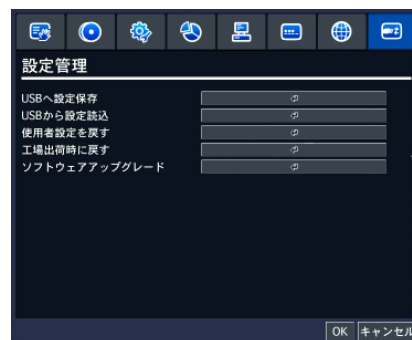 設定管理
USBへ設定保存
USBから設定読込
使用者設定を戻す
工場出荷時に戻す
ソフトウェアアップグレード
OK キャンセル